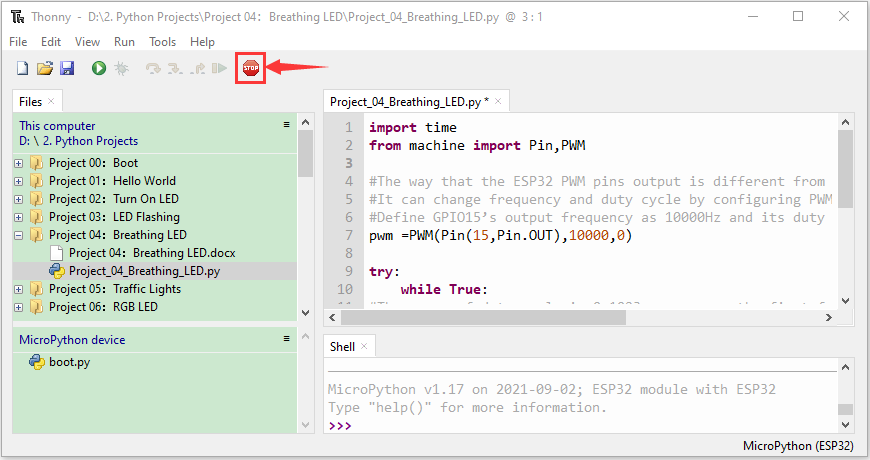 Thonny - D:\2. Python Projects\Project 04：Breathing LED\Project_04_Breathing_LED.py @ 3 : 1
File Edit View Run Tools Help
STOP
Files
This computer
D: \ 2. Python Projects
Project 00：Boot
Project 01：Hello World
Project 02：Turn On LED
Project 03：LED Flashing
Project 04：Breathing LED
Project 04：Breathing LED.docx
Project_04_Breathing_LED.py
Project 05：Traffic Lights
Project 06：RGB LED
MicroPython device
boot.py
Project_04_Breathing_LED.py *
1 import time
2 from machine import Pin,PWM
3
4 #The way that the ESP32 PWM pins output is different from
5 #It can change frequency and duty cycle by configuring PWM
6 #Define GPIO15’s output frequency as 10000Hz and its duty
7 pwm =PWM(Pin(15,Pin.OUT),10000,0)
8
9 try:
10 while True:
Shell
MicroPython v1.17 on 2021-09-02; ESP32 module with ESP32
Type "help()" for more information.
>>>
MicroPython (ESP32)